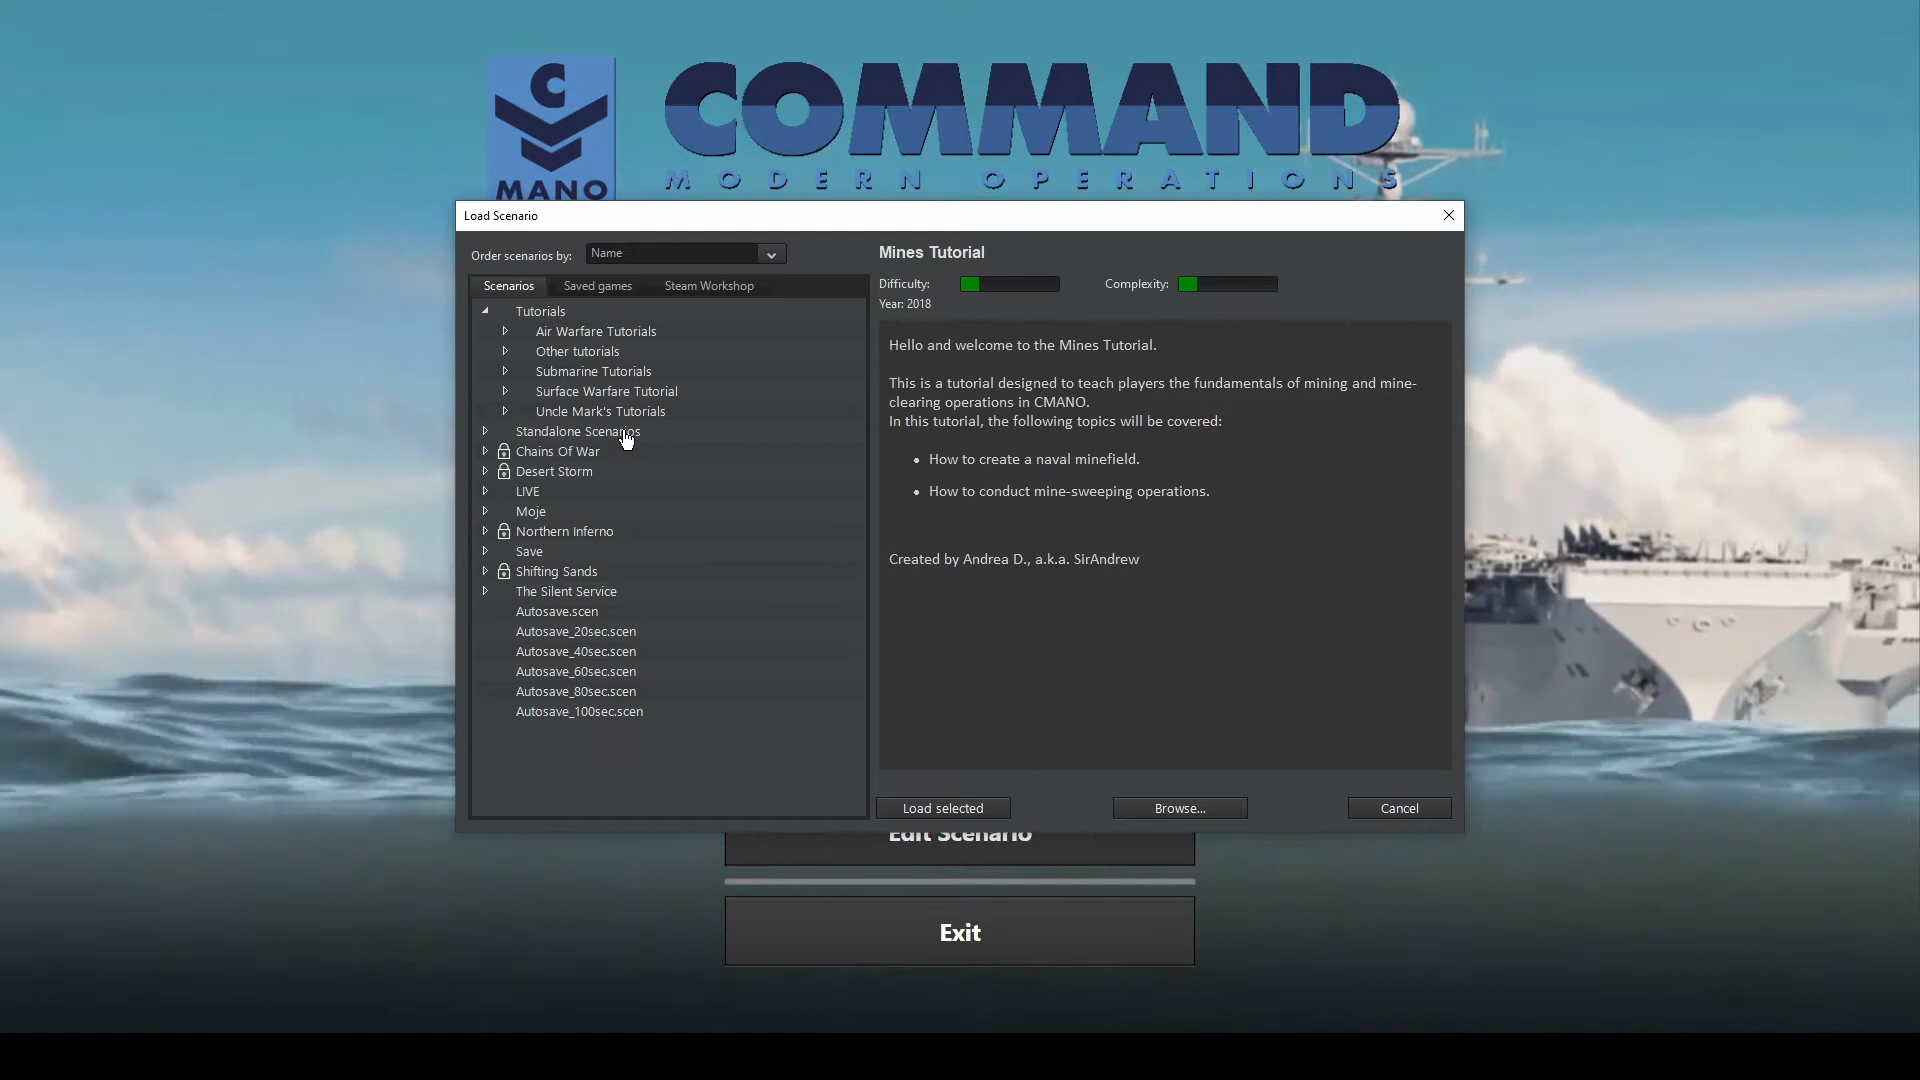 C
MANO
COMMAND
MODERN OPERATIONS
Load Scenario
Order scenarios by:
Name
Scenarios
Saved games
Steam Workshop
Tutorials
Air Warfare Tutorials
Other tutorials
Submarine Tutorials
Surface Warfare Tutorial
Uncle Mark's Tutorials
Standalone Scenarios
Chains Of War
Desert Storm
LIVE
Moje
Northern Inferno
Save
Shifting Sands
The Silent Service
Autosave.scen
Autosave_20sec.scen
Autosave_40sec.scen
Autosave_60sec.scen
Autosave_80sec.scen
Autosave_100sec.scen
Mines Tutorial
Difficulty:
Complexity:
Year: 2018
Hello and welcome to the Mines Tutorial.
This is a tutorial designed to teach players the fundamentals of mining and mine-
clearing operations in CMANO.
In this tutorial, the following topics will be covered:
• How to create a naval minefield.
• How to conduct mine-sweeping operations.
Created by Andrea D., a.k.a. SirAndrew
Load selected
Browse...
Cancel
Edit Scenario
Exit